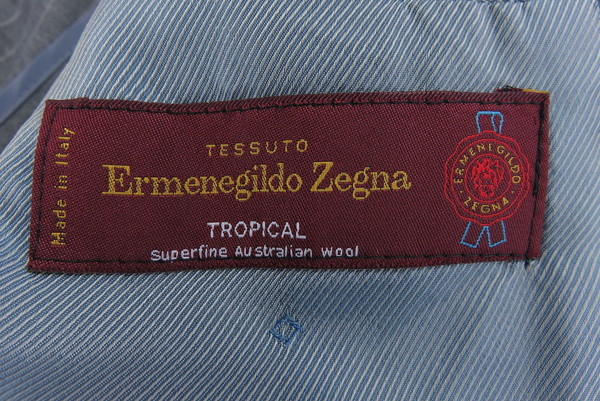 Made in Italy
TESSUTO
Ermenegildo Zegna
TROPICAL
Superfine Australian Wool
ERMENEGILDO
ZEGNA